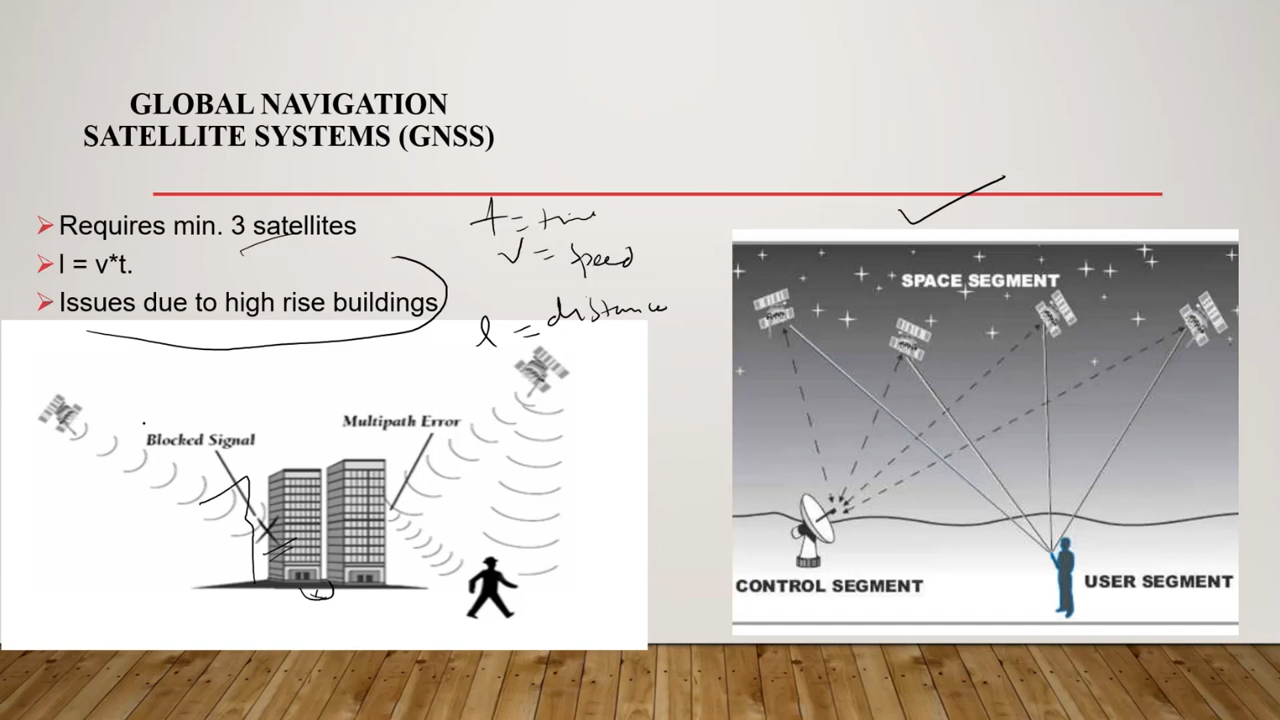 GLOBAL NAVIGATION
SATELLITE SYSTEMS (GNSS)
Requires min. 3 satellites
l = v*t.
Issues due to high rise buildings
t = time
v = speed
l = distance
Blocked Signal
Multipath Error
SPACE SEGMENT
CONTROL SEGMENT
USER SEGMENT